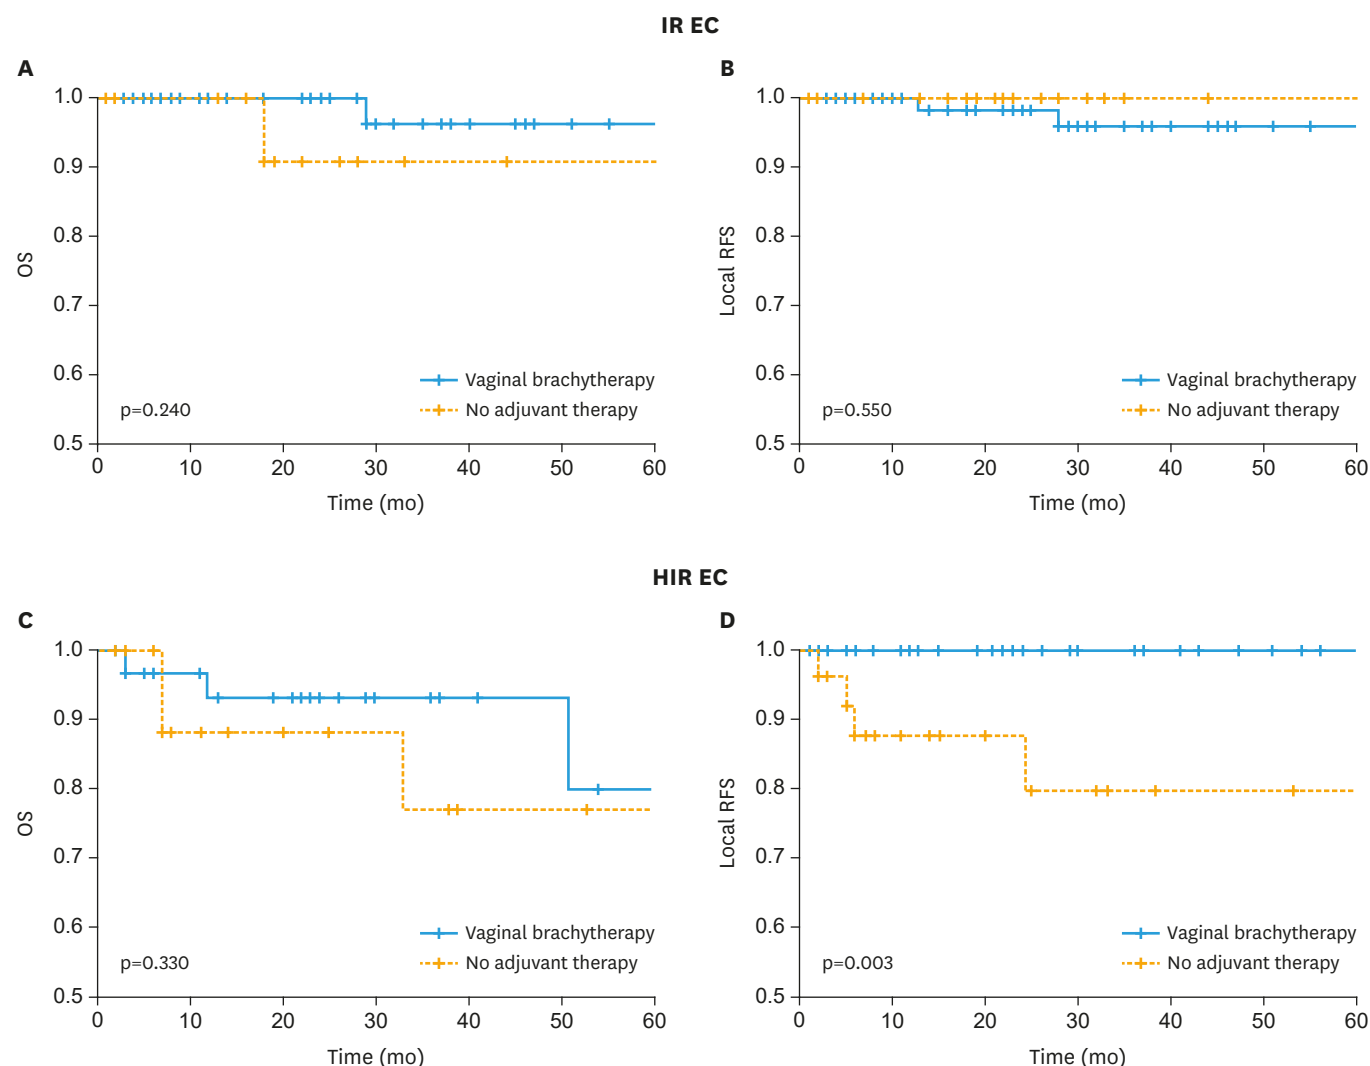 IR EC
A
1.0
0.9
0.8
0.7
0.6
0.5
OS
Vaginal brachytherapy
No adjuvant therapy
p=0.240
0 10 20 30 40 50 60
Time (mo)
B
1.0
0.9
0.8
0.7
0.6
0.5
Local RFS
Vaginal brachytherapy
No adjuvant therapy
p=0.550
0 10 20 30 40 50 60
Time (mo)
HIR EC
C
1.0
0.9
0.8
0.7
0.6
0.5
OS
Vaginal brachytherapy
No adjuvant therapy
p=0.330
0 10 20 30 40 50 60
Time (mo)
D
1.0
0.9
0.8
0.7
0.6
0.5
Local RFS
Vaginal brachytherapy
No adjuvant therapy
p=0.003
0 10 20 30 40 50 60
Time (mo)